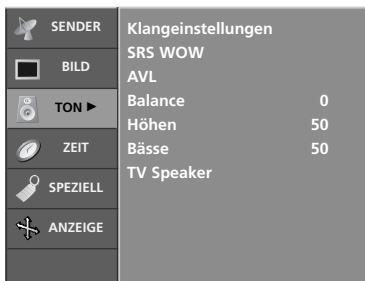 SENDER
BILD
TON ►
ZEIT
SPEZIELL
ANZEIGE
Klangeinstellungen
SRS WOW
AVL
Balance 0
Höhen 50
Bässe 50
TV Speaker